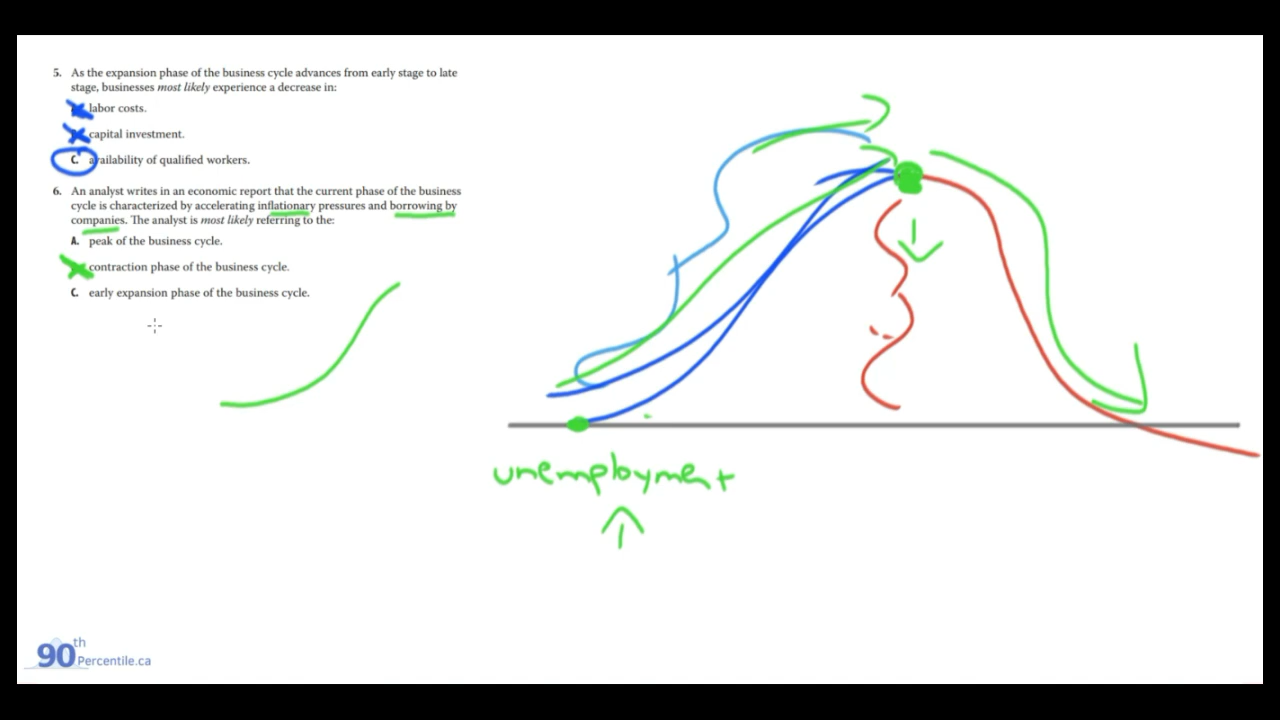 5. As the expansion phase of the business cycle advances from early stage to late
stage, businesses most likely experience a decrease in:
labor costs.
capital investment.
C. availability of qualified workers.
6. An analyst writes in an economic report that the current phase of the business
cycle is characterized by accelerating inflationary pressures and borrowing by
companies. The analyst is most likely referring to the:
A. peak of the business cycle.
contraction phase of the business cycle.
C. early expansion phase of the business cycle.
unemployment
90th
Percentile.ca